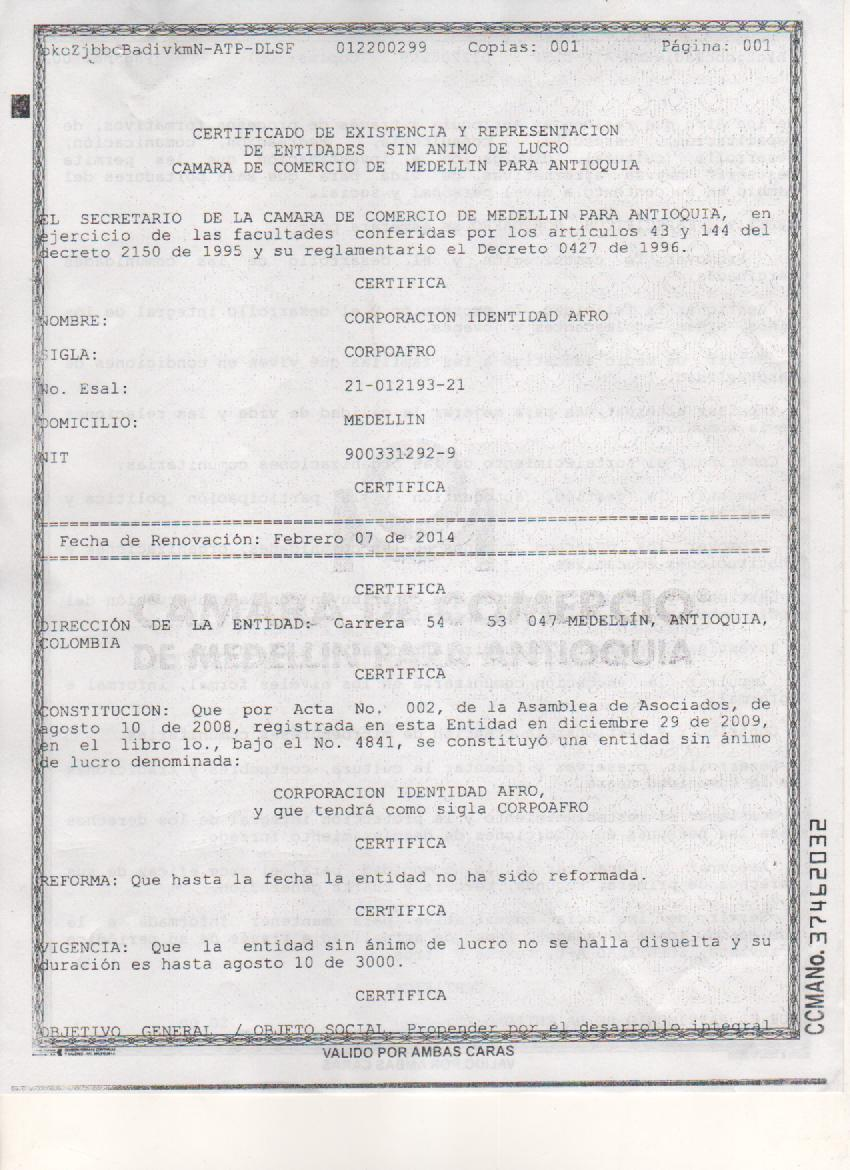 okoZjbbcBadivkmN-ATP-DLSF 012200299 Copias: 001 Página: 001
CERTIFICADO DE EXISTENCIA Y REPRESENTACION
DE ENTIDADES SIN ANIMO DE LUCRO
CAMARA DE COMERCIO DE MEDELLIN PARA ANTIOQUIA
EL SECRETARIO DE LA CAMARA DE COMERCIO DE MEDELLIN PARA ANTIOQUIA, en
ejercicio de las facultades conferidas por los artículos 43 y 144 del
decreto 2150 de 1995 y su reglamentario el Decreto 0427 de 1996.
CERTIFICA
NOMBRE: CORPORACION IDENTIDAD AFRO
SIGLA: CORPOAFRO
No. Esal: 21-012193-21
DOMICILIO: MEDELLIN
NIT 900331292-9
CERTIFICA
Fecha de Renovación: Febrero 07 de 2014
CERTIFICA
DIRECCIÓN DE LA ENTIDAD: Carrera 54 53 047 MEDELLÍN, ANTIOQUIA,
COLOMBIA
CAMARA DE COMERCIO
DE MEDELLIN PARA ANTIOQUIA
CERTIFICA
CONSTITUCION: Que por Acta No. 002, de la Asamblea de Asociados, de
agosto 10 de 2008, registrada en esta Entidad en diciembre 29 de 2009,
en el libro 1o., bajo el No. 4841, se constituyó una entidad sin ánimo
de lucro denominada:
CORPORACION IDENTIDAD AFRO,
y que tendrá como sigla CORPOAFRO
CERTIFICA
REFORMA: Que hasta la fecha la entidad no ha sido reformada.
CERTIFICA
VIGENCIA: Que la entidad sin ánimo de lucro no se halla disuelta y su
duración es hasta agosto 10 de 3000.
CERTIFICA
OBJETIVO GENERAL / OBJETO SOCIAL Propender por el desarrollo integral
VALIDO POR AMBAS CARAS
CCMANo. 37462032